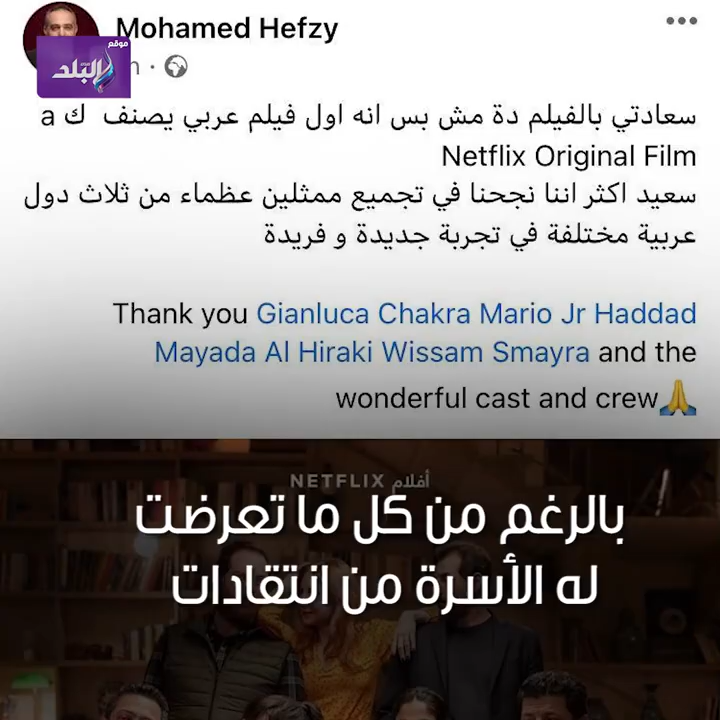 Mohamed Hefzy
موقع
البلد
سعادتي بالفيلم دة مش بس انه اول فيلم عربي يصنف ك a
Netflix Original Film
سعيد اكثر اننا نجحنا في تجميع ممثلين عظماء من ثلاث دول
عربية مختلفة في تجربة جديدة و فريدة
Thank you Gianluca Chakra Mario Jr Haddad
Mayada Al Hiraki Wissam Smayra and the
wonderful cast and crew🙏
أفلام NETFLIX
بالرغم من كل ما تعرضت
له الأسرة من انتقادات